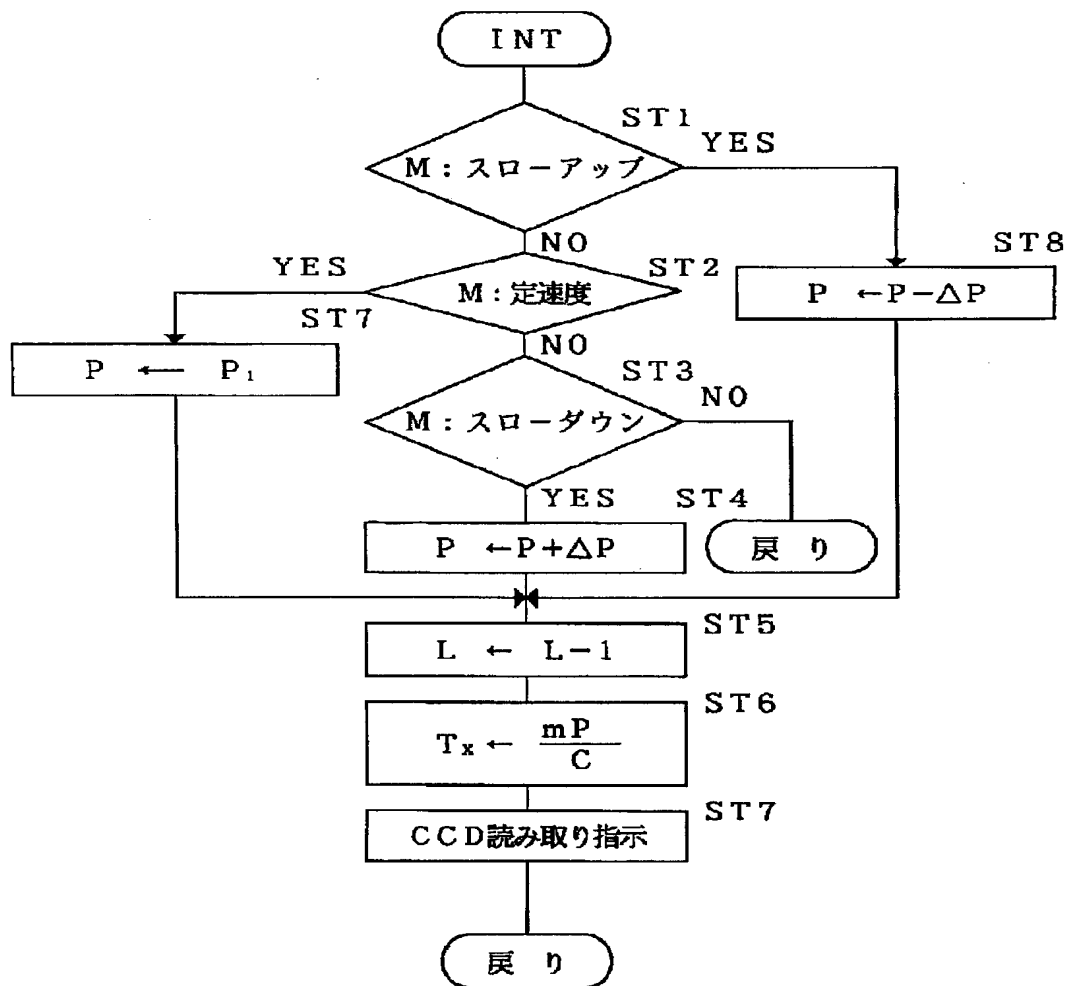 INT
ST1
YES
M:スローアップ
NO
ST8
YES
ST2
M:定速度
P ←P−△P
ST7
NO
P ← P₁
ST3
NO
M:スローダウン
YES
ST4
P ←P+△P
戻 り
ST5
L ← L−1
ST6
Tx ← mP/C
ST7
CCD読み取り指示
戻 り